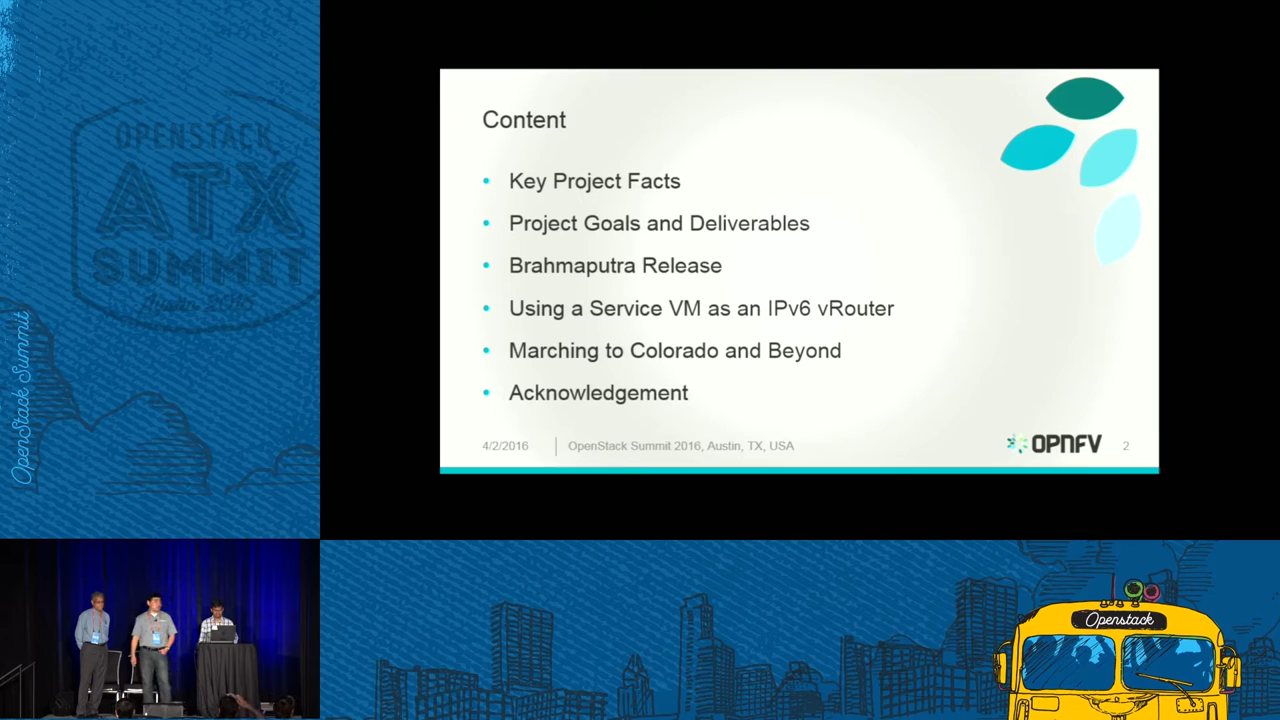 OPENSTACK
ATX
SUMMIT
Austin 2016
OpenStack Summit
Content
• Key Project Facts
• Project Goals and Deliverables
• Brahmaputra Release
• Using a Service VM as an IPv6 vRouter
• Marching to Colorado and Beyond
• Acknowledgement
4/2/2016
OpenStack Summit 2016, Austin, TX, USA
OPNFV
2
Openstack